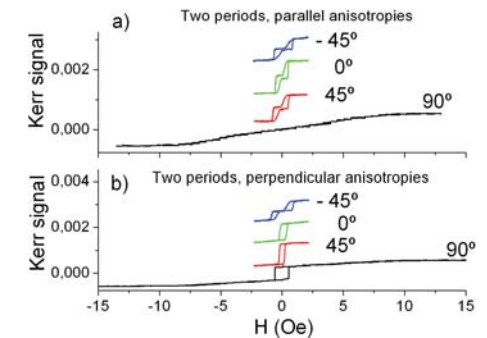 a) Two periods, parallel anisotropies
- 45º
0º
45º
90º
0,002
0,000
Kerr signal
b) Two periods, perpendicular anisotropies
- 45º
0º
45º
90º
0,004
0,002
0,000
Kerr signal
-15 -10 -5 0 5 10 15
H (Oe)